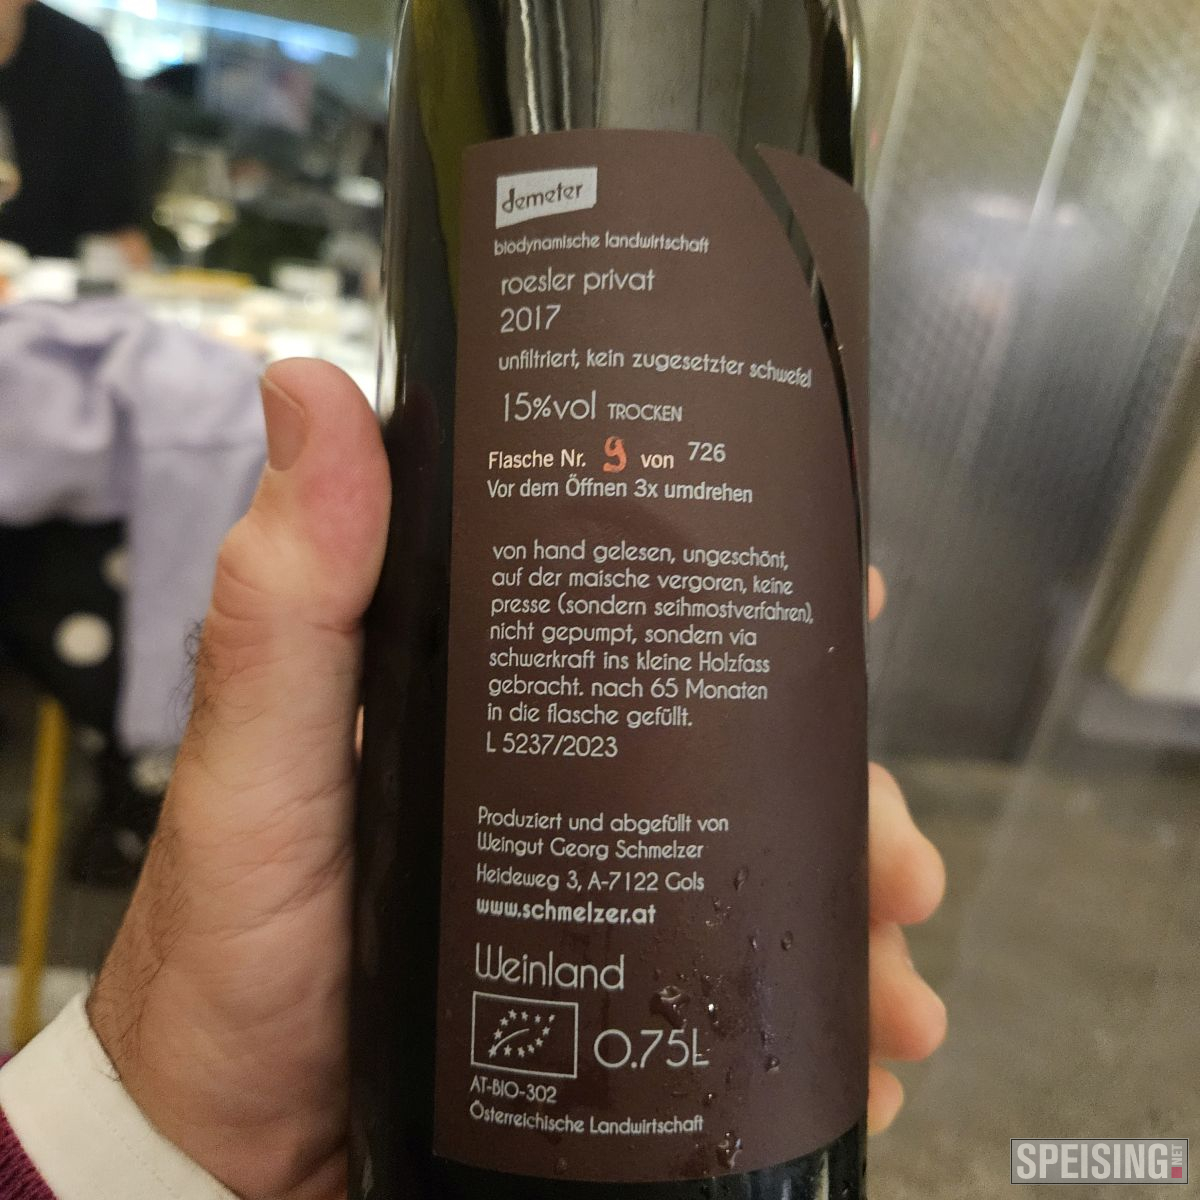 demeter
biodynamische landwirtschaft
roesler privat
2017
unfiltriert, kein zugesetzter schwefel
15%vol TROCKEN
Flasche Nr. 9 von 726
Vor dem Öffnen 3x umdrehen
von hand gelesen, ungeschönt,
auf der maische vergoren, keine
presse (sondern seihmostverfahren),
nicht gepumpt, sondern via
schwerkraft ins kleine Holzfass
gebracht. nach 65 Monaten
in die flasche gefüllt.
L 5237/2023
Produziert und abgefüllt von
Weingut Georg Schmelzer
Heideweg 3, A-7122 Gols
www.schmelzer.at
Weinland
0.75L
AT-BIO-302
Österreichische Landwirtschaft
SPEISING.NET